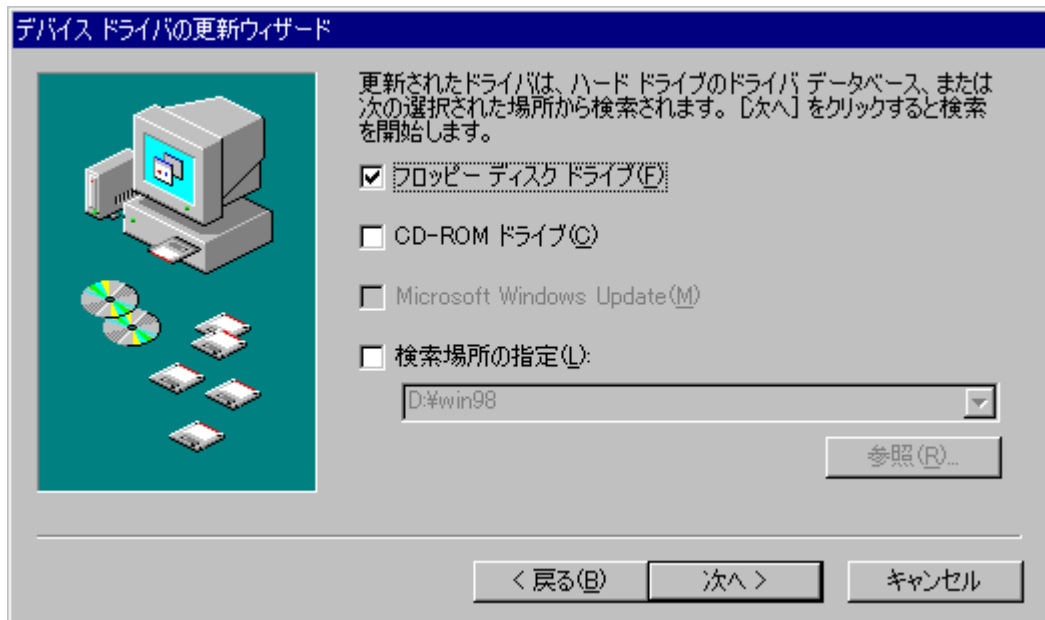 デバイス ドライバの更新ウィザード
更新されたドライバは、ハード ドライブのドライバ データベース、または
次の選択された場所から検索されます。[次へ] をクリックすると検索
を開始します。
フロッピー ディスク ドライブ(F)
CD-ROM ドライブ(C)
Microsoft Windows Update(M)
検索場所の指定(L):
D:¥win98
参照(R)...
< 戻る(B)
次へ >
キャンセル